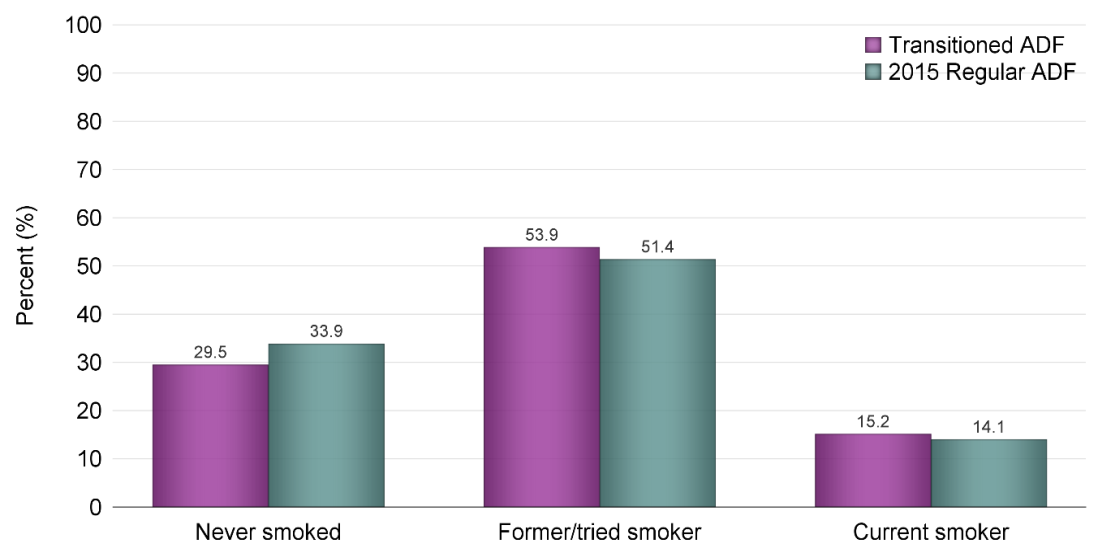 100
90
80
70
60
50
40
30
20
10
0
Percent (%)
Transitioned ADF
2015 Regular ADF
29.5
33.9
53.9
51.4
15.2
14.1
Never smoked
Former/tried smoker
Current smoker